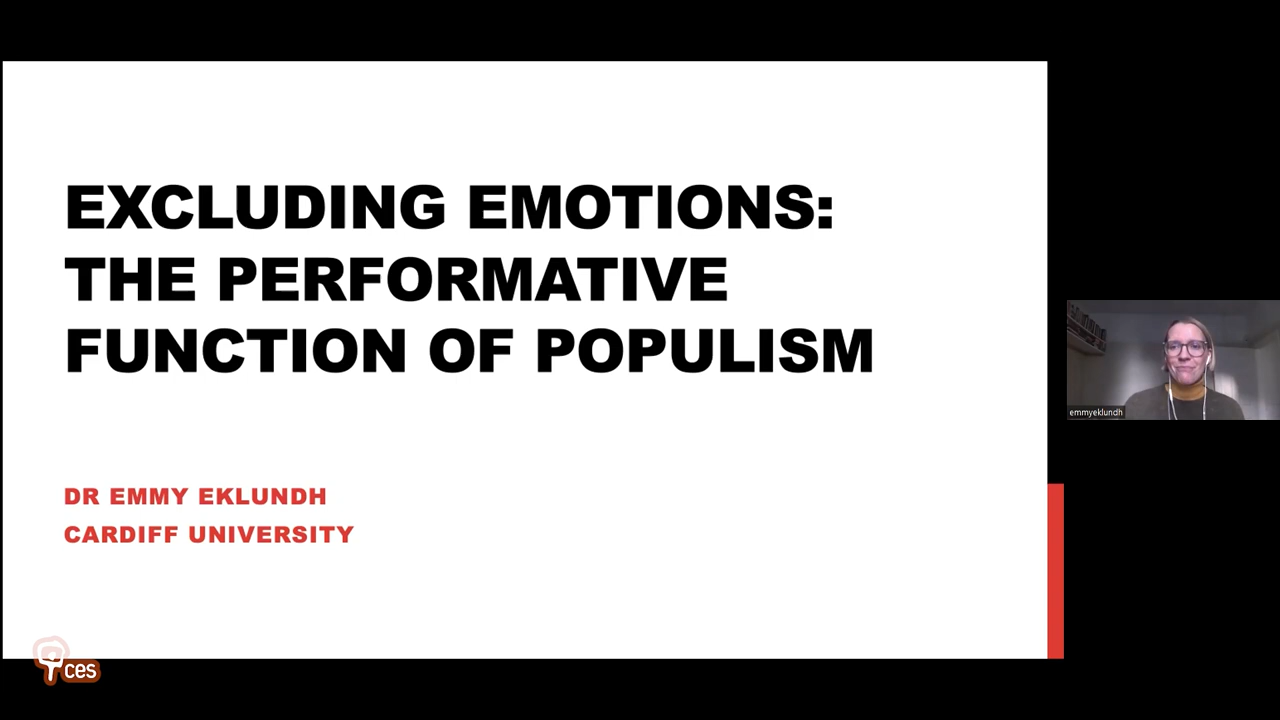 EXCLUDING EMOTIONS:
THE PERFORMATIVE
FUNCTION OF POPULISM
DR EMMY EKLUNDH
CARDIFF UNIVERSITY
emmyeklundh
ces